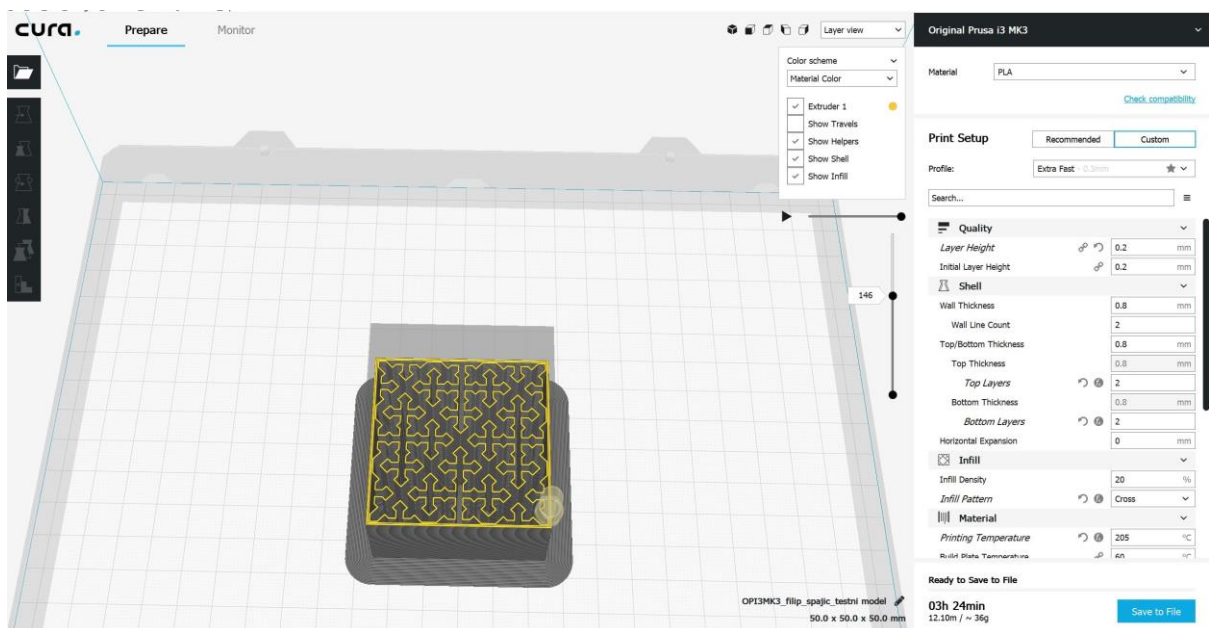 cura.
Prepare
Monitor
Layer view
Color scheme
Material Color
Extruder 1
Show Travels
Show Helpers
Show Shell
Show Infill
146
OPI3MK3_filip_spajic_testni model
50.0 x 50.0 x 50.0 mm
Original Prusa i3 MK3
Material PLA
Check compatibility
Print Setup Recommended Custom
Profile: Extra Fast - 0.3mm
Search...
Quality
Layer Height 0.2 mm
Initial Layer Height 0.2 mm
Shell
Wall Thickness 0.8 mm
Wall Line Count 2
Top/Bottom Thickness 0.8 mm
Top Thickness 0.8 mm
Top Layers 2
Bottom Thickness 0.8 mm
Bottom Layers 2
Horizontal Expansion 0 mm
Infill
Infill Density 20 %
Infill Pattern Cross
Material
Printing Temperature 205 °C
Build Plate Temperature 60 °C
Ready to Save to File
03h 24min
12.10m / ~ 36g
Save to File